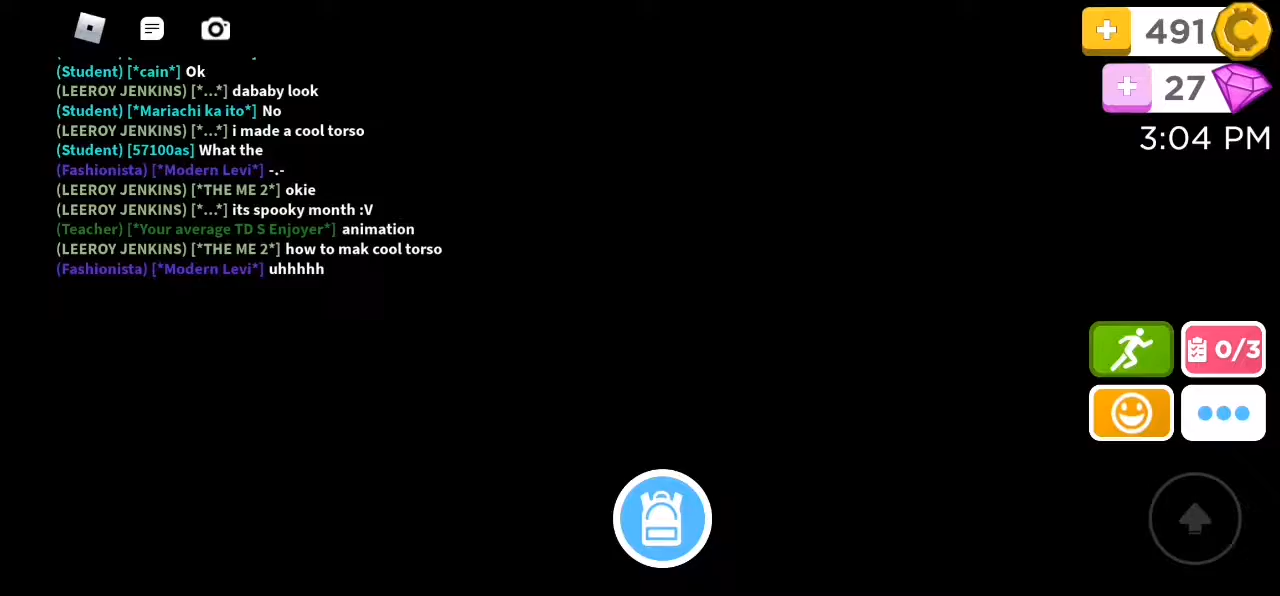 491
27
3:04 PM
(Student) [*cain*] Ok
(LEEROY JENKINS) [*...*] dababy look
(Student) [*Mariachi ka ito*] No
(LEEROY JENKINS) [*...*] i made a cool torso
(Student) [57100as] What the
(Fashionista) [*Modern Levi*] -.-
(LEEROY JENKINS) [*THE ME 2*] okie
(LEEROY JENKINS) [*...*] its spooky month :V
(Teacher) [*Your average TD S Enjoyer*] animation
(LEEROY JENKINS) [*THE ME 2*] how to mak cool torso
(Fashionista) [*Modern Levi*] uhhhhh
0/3